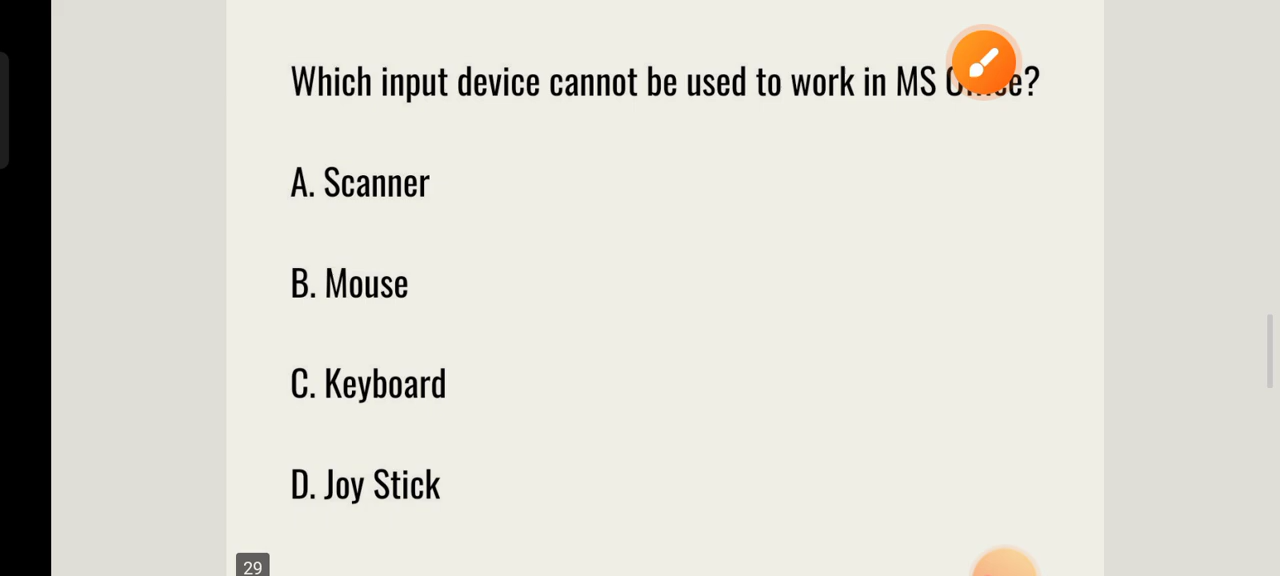 Which input device cannot be used to work in MS
A. Scanner
B. Mouse
C. Keyboard
D. Joy Stick
29